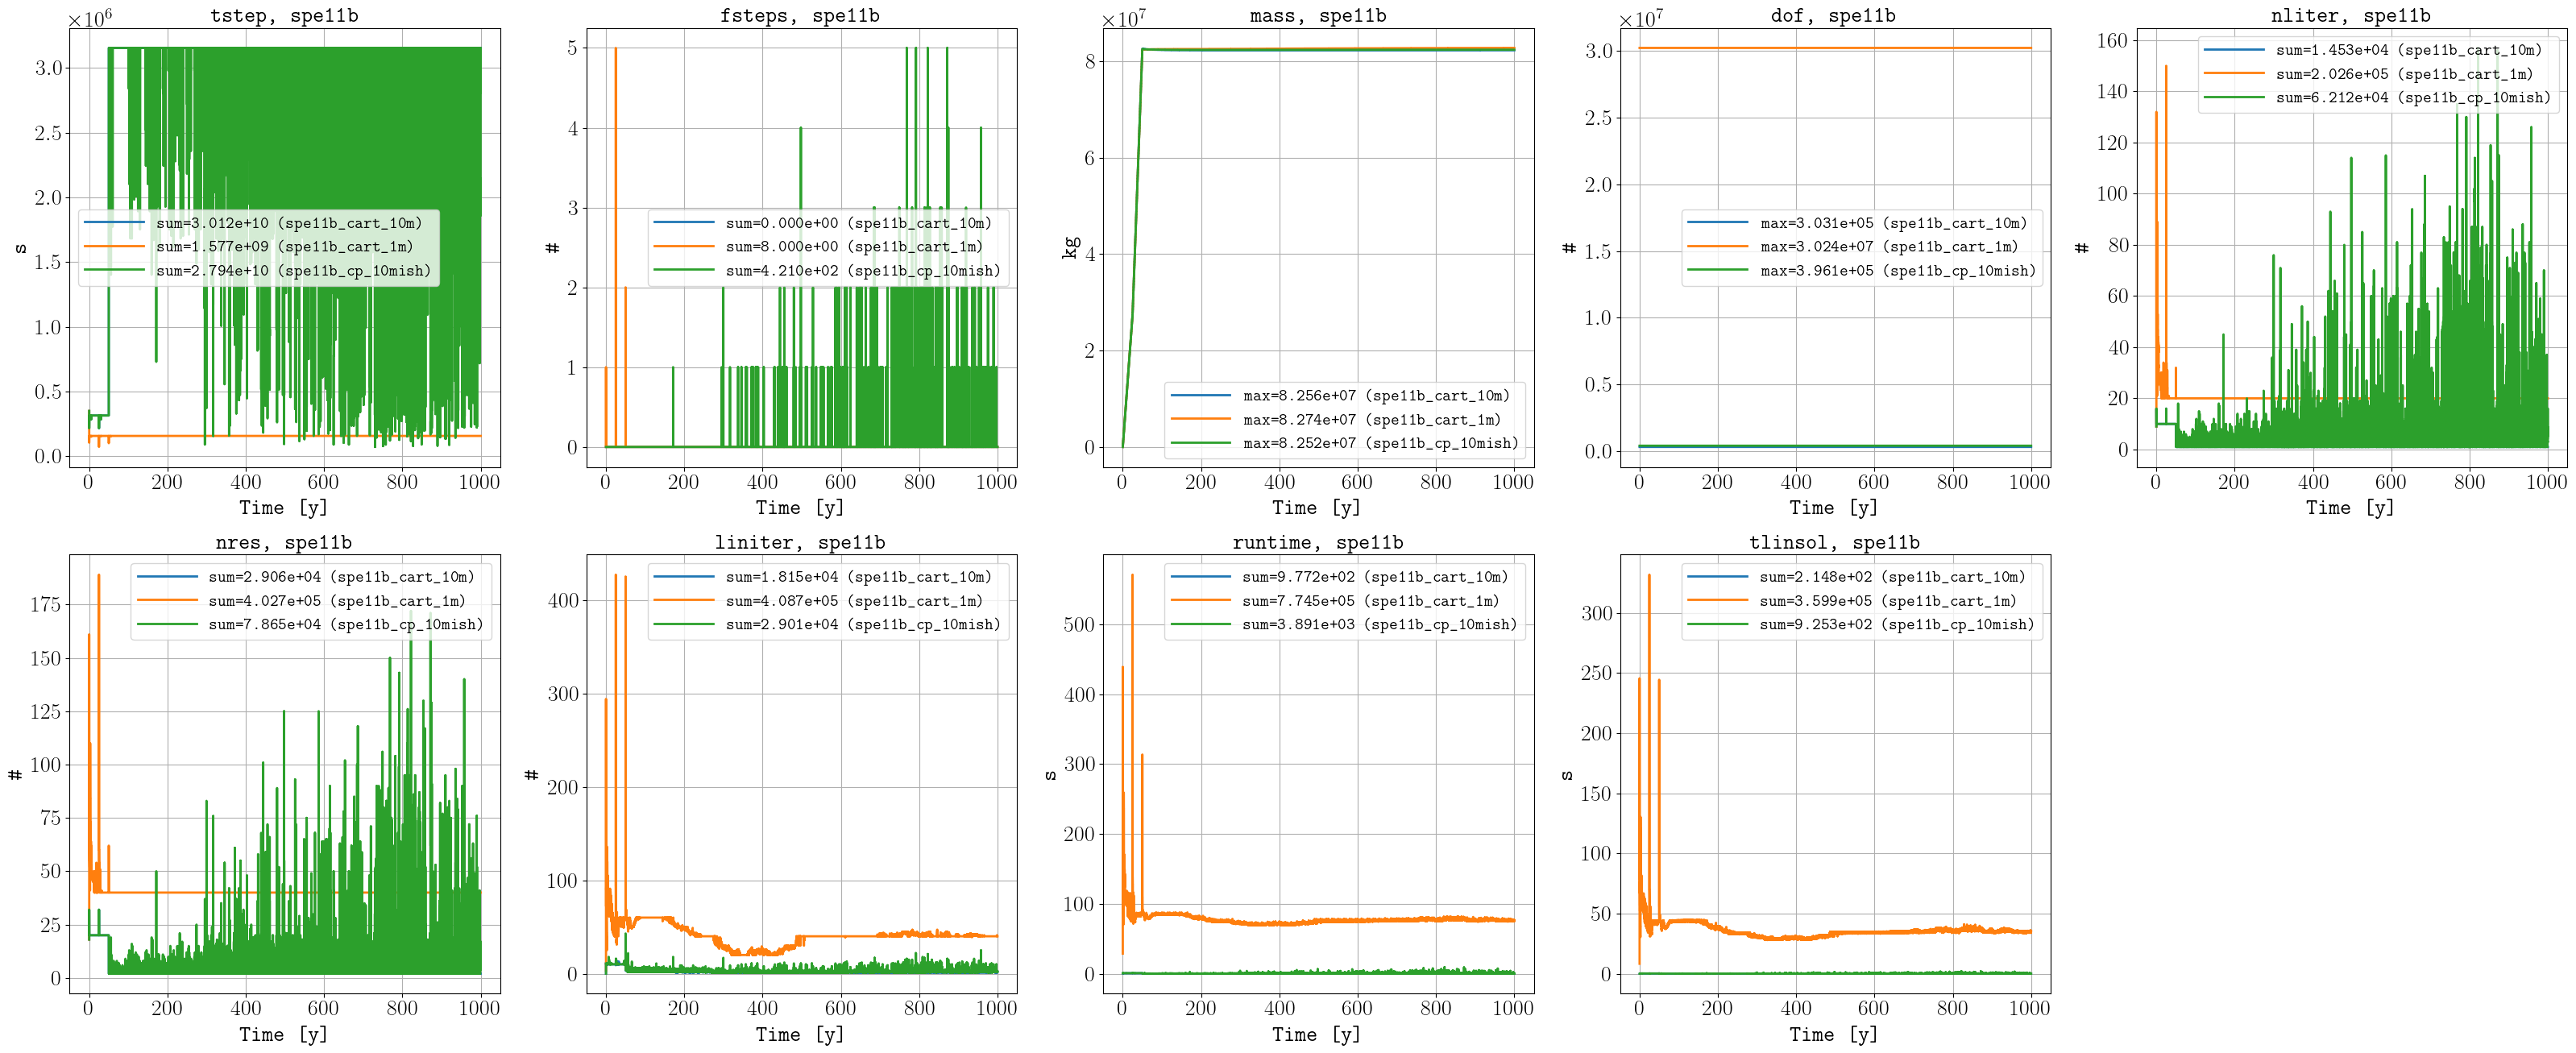 tstep, spe11b
×10⁶
3.0
2.5
2.0
1.5
1.0
0.5
0.0
s
sum=3.012e+10 (spe11b_cart_10m)
sum=1.577e+09 (spe11b_cart_1m)
sum=2.794e+10 (spe11b_cp_10mish)
0 200 400 600 800 1000
Time [y]
fsteps, spe11b
5
4
3
2
1
0
#
sum=0.000e+00 (spe11b_cart_10m)
sum=8.000e+00 (spe11b_cart_1m)
sum=4.210e+02 (spe11b_cp_10mish)
0 200 400 600 800 1000
Time [y]
mass, spe11b
×10⁷
8
6
4
2
0
kg
max=8.256e+07 (spe11b_cart_10m)
max=8.274e+07 (spe11b_cart_1m)
max=8.252e+07 (spe11b_cp_10mish)
0 200 400 600 800 1000
Time [y]
dof, spe11b
×10⁷
3.0
2.5
2.0
1.5
1.0
0.5
0.0
#
max=3.031e+05 (spe11b_cart_10m)
max=3.024e+07 (spe11b_cart_1m)
max=3.961e+05 (spe11b_cp_10mish)
0 200 400 600 800 1000
Time [y]
nliter, spe11b
160
140
120
100
80
60
40
20
0
#
sum=1.453e+04 (spe11b_cart_10m)
sum=2.026e+05 (spe11b_cart_1m)
sum=6.212e+04 (spe11b_cp_10mish)
0 200 400 600 800 1000
Time [y]
nres, spe11b
175
150
125
100
75
50
25
0
#
sum=2.906e+04 (spe11b_cart_10m)
sum=4.027e+05 (spe11b_cart_1m)
sum=7.865e+04 (spe11b_cp_10mish)
0 200 400 600 800 1000
Time [y]
liniter, spe11b
400
300
200
100
0
#
sum=1.815e+04 (spe11b_cart_10m)
sum=4.087e+05 (spe11b_cart_1m)
sum=2.901e+04 (spe11b_cp_10mish)
0 200 400 600 800 1000
Time [y]
runtime, spe11b
500
400
300
200
100
0
s
sum=9.772e+02 (spe11b_cart_10m)
sum=7.745e+05 (spe11b_cart_1m)
sum=3.891e+03 (spe11b_cp_10mish)
0 200 400 600 800 1000
Time [y]
tlinsol, spe11b
300
250
200
150
100
50
0
s
sum=2.148e+02 (spe11b_cart_10m)
sum=3.599e+05 (spe11b_cart_1m)
sum=9.253e+02 (spe11b_cp_10mish)
0 200 400 600 800 1000
Time [y]